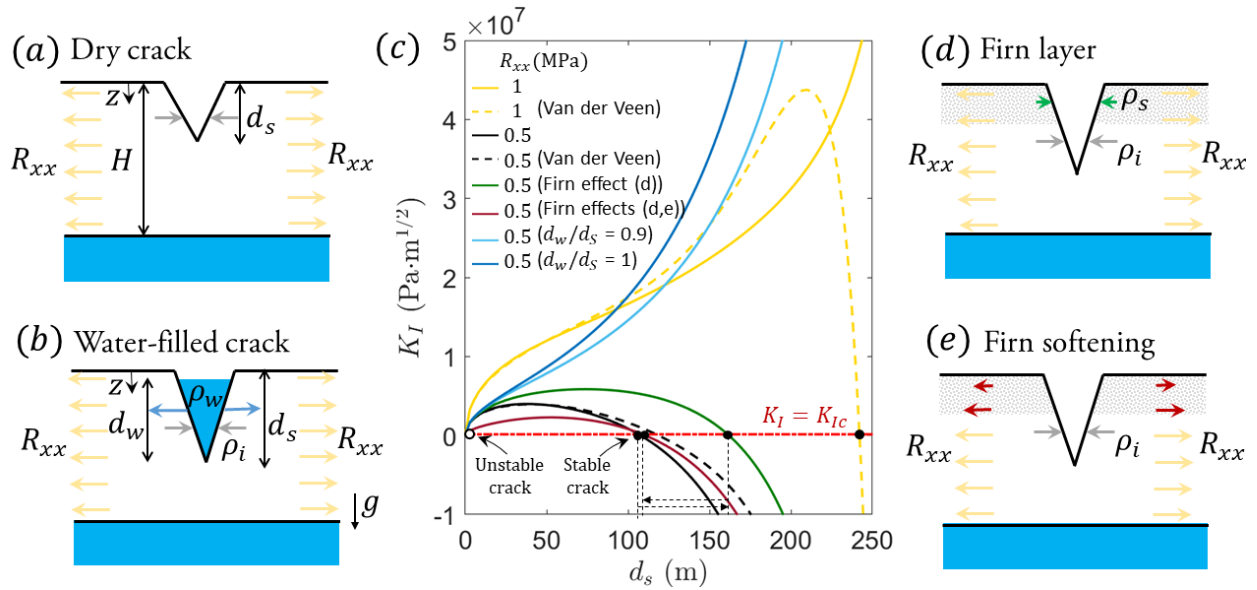 (a) Dry crack
z
d_s
H
R_xx
R_xx
(b) Water-filled crack
z
ρ_w
d_w
d_s
ρ_i
R_xx
R_xx
g
(c)
×10^7
5
4
3
2
1
0
-1
K_I (Pa·m^{1/2})
R_xx (MPa)
1
1 (Van der Veen)
0.5
0.5 (Van der Veen)
0.5 (Firn effect (d))
0.5 (Firn effects (d,e))
0.5 (d_w/d_S = 0.9)
0.5 (d_w/d_S = 1)
K_I = K_Ic
Unstable
crack
Stable
crack
0 50 100 150 200 250
d_s (m)
(d) Firn layer
ρ_s
ρ_i
R_xx
R_xx
(e) Firn softening
ρ_i
R_xx
R_xx